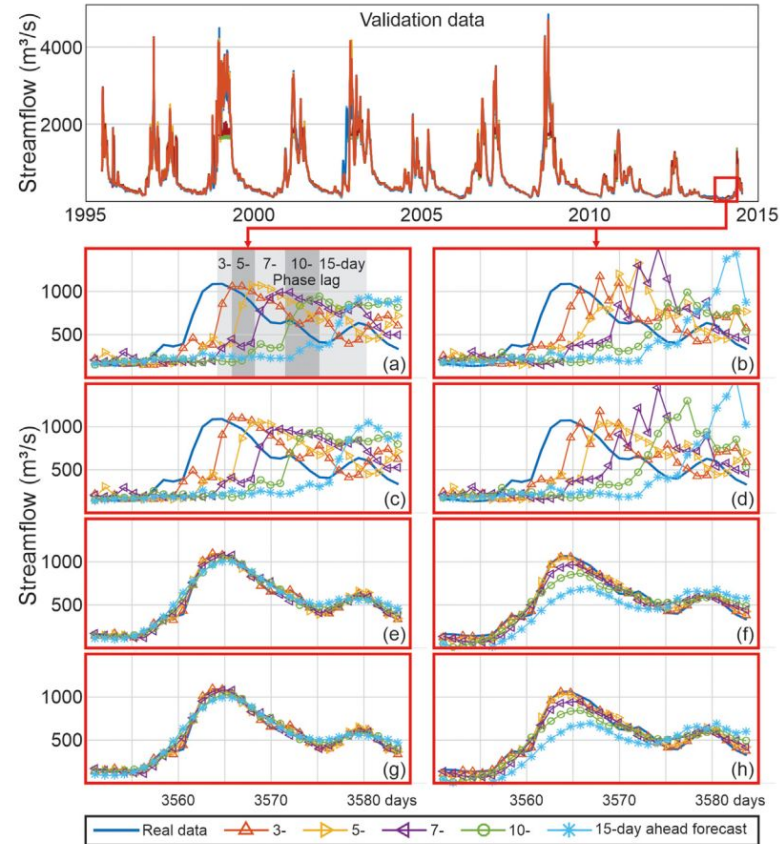 Validation data
Streamflow (m³/s)
4000
2000
1995 2000 2005 2010 2015
3- 5- 7- 10- 15-day
Phase lag
1000
500
(a) (b)
Streamflow (m³/s)
1000
500
(c) (d)
Streamflow (m³/s)
1000
500
(e) (f)
1000
500
(g) (h)
3560 3570 3580 days 3560 3570 3580 days
Real data 3- 5- 7- 10- 15-day ahead forecast